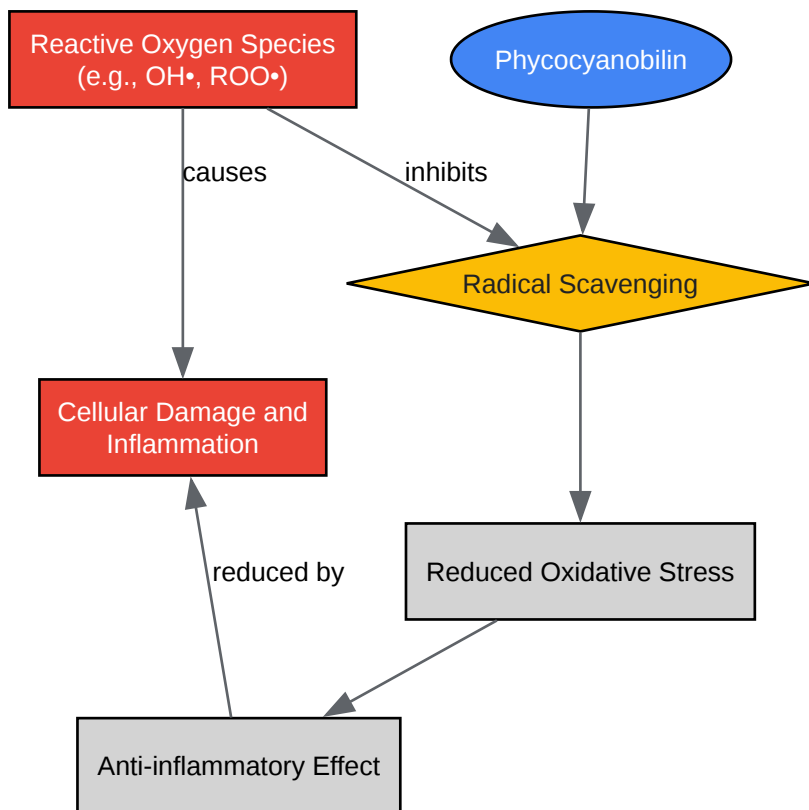 Reactive Oxygen Species
(e.g., OH•, ROO•)
Phycocyanobilin
causes
inhibits
Radical Scavenging
Cellular Damage and
Inflammation
reduced by
Reduced Oxidative Stress
Anti-inflammatory Effect